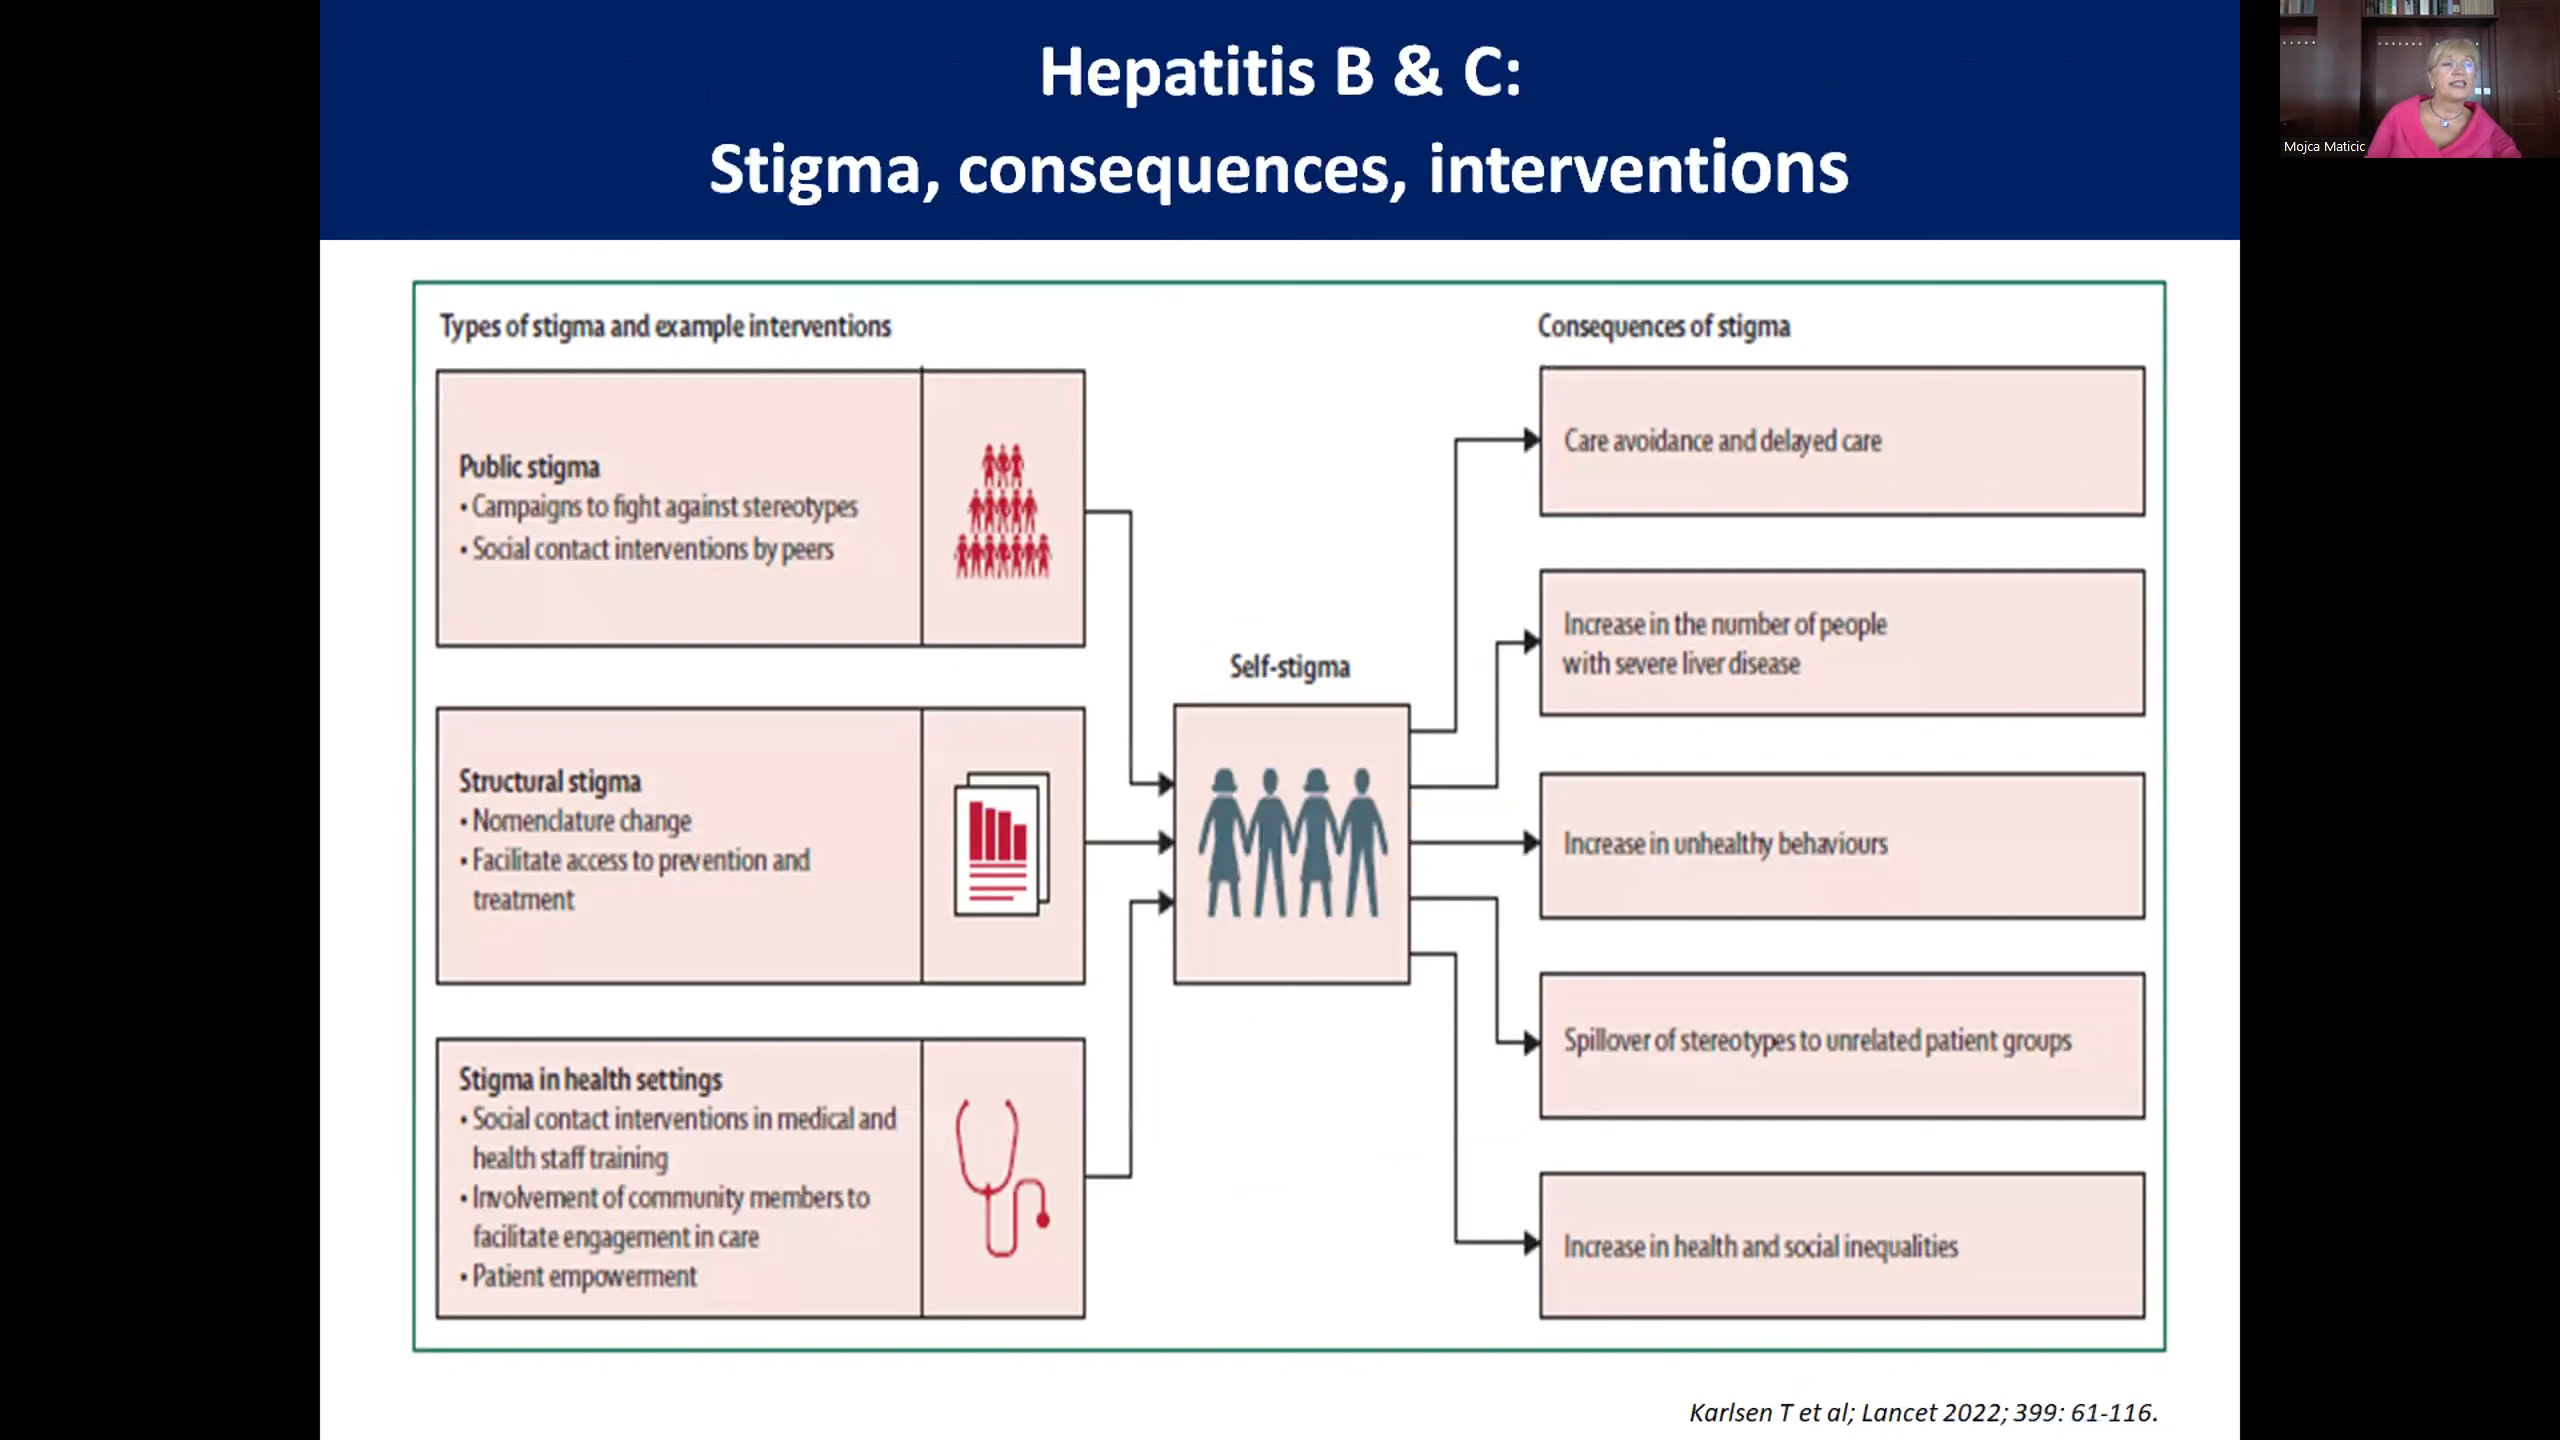 Hepatitis B & C:
Stigma, consequences, interventions
Mojca Maticic
Types of stigma and example interventions
Public stigma
• Campaigns to fight against stereotypes
• Social contact interventions by peers
Structural stigma
• Nomenclature change
• Facilitate access to prevention and
treatment
Stigma in health settings
• Social contact interventions in medical and
health staff training
• Involvement of community members to
facilitate engagement in care
• Patient empowerment
Self-stigma
Consequences of stigma
Care avoidance and delayed care
Increase in the number of people
with severe liver disease
Increase in unhealthy behaviours
Spillover of stereotypes to unrelated patient groups
Increase in health and social inequalities
Karlsen T et al; Lancet 2022; 399: 61-116.